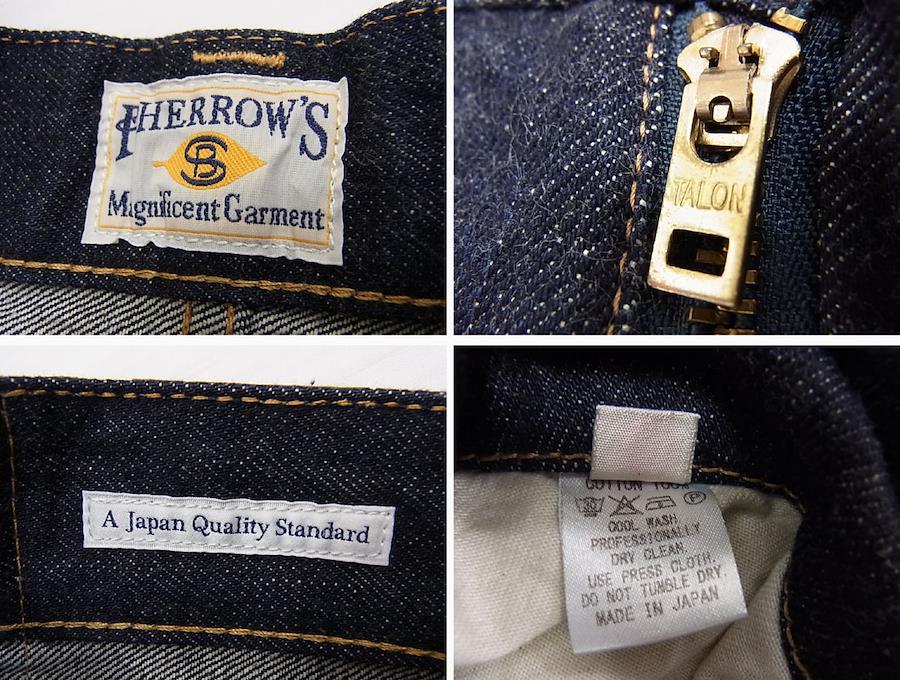 PHERROW'S
SB
Magnificent Garment
TALON
A Japan Quality Standard
COTTON 100%
COOL WASH
PROFESSIONALLY
DRY CLEAN.
USE PRESS CLOTH.
DO NOT TUMBLE DRY.
MADE IN JAPAN